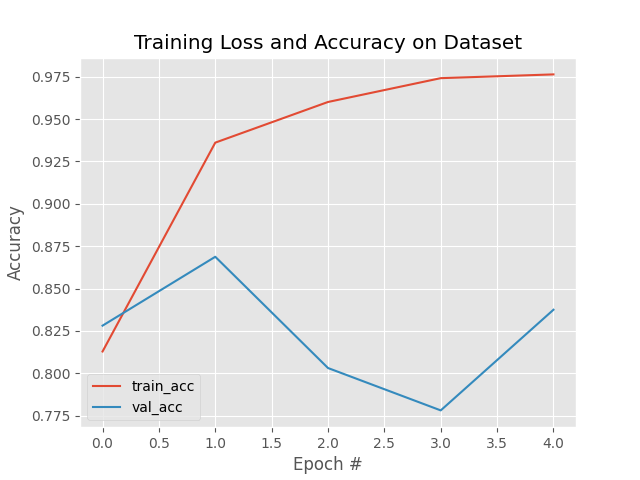 Training Loss and Accuracy on Dataset
0.975
0.950
0.925
0.900
0.875
0.850
0.825
0.800
0.775
Accuracy
train_acc
val_acc
0.0 0.5 1.0 1.5 2.0 2.5 3.0 3.5 4.0
Epoch #